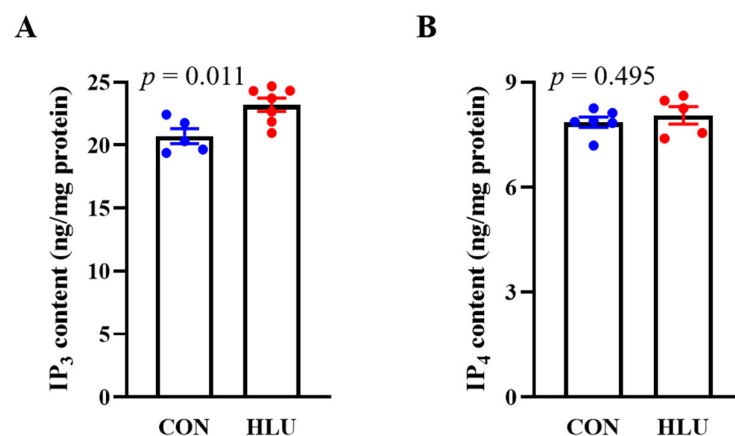 A
p = 0.011
IP₃ content (ng/mg protein)
25
20
15
10
5
0
CON HLU
B
p = 0.495
IP₄ content (ng/mg protein)
9
6
3
0
CON HLU